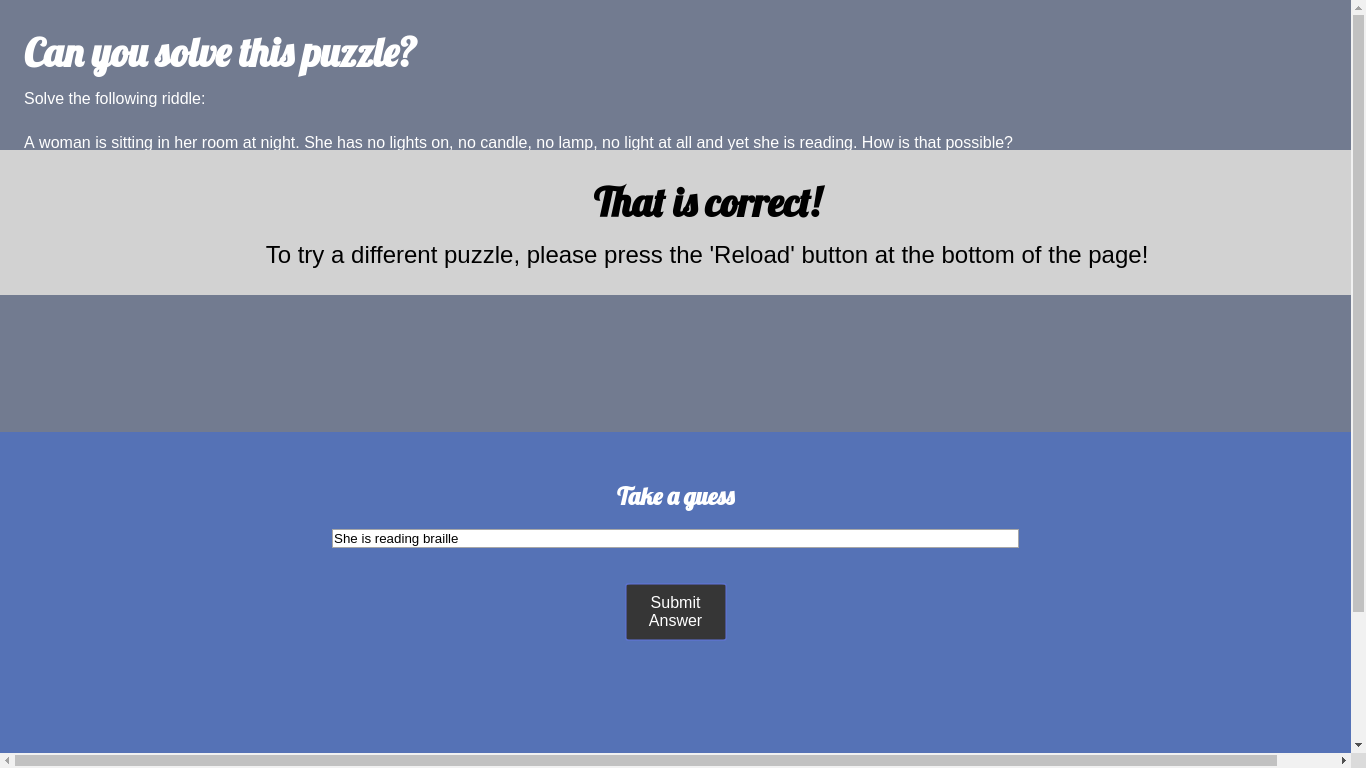 Can you solve this puzzle?
Solve the following riddle:
A woman is sitting in her room at night. She has no lights on, no candle, no lamp, no light at all and yet she is reading. How is that possible?
That is correct!
To try a different puzzle, please press the 'Reload' button at the bottom of the page!
Take a guess
She is reading braille
Submit
Answer